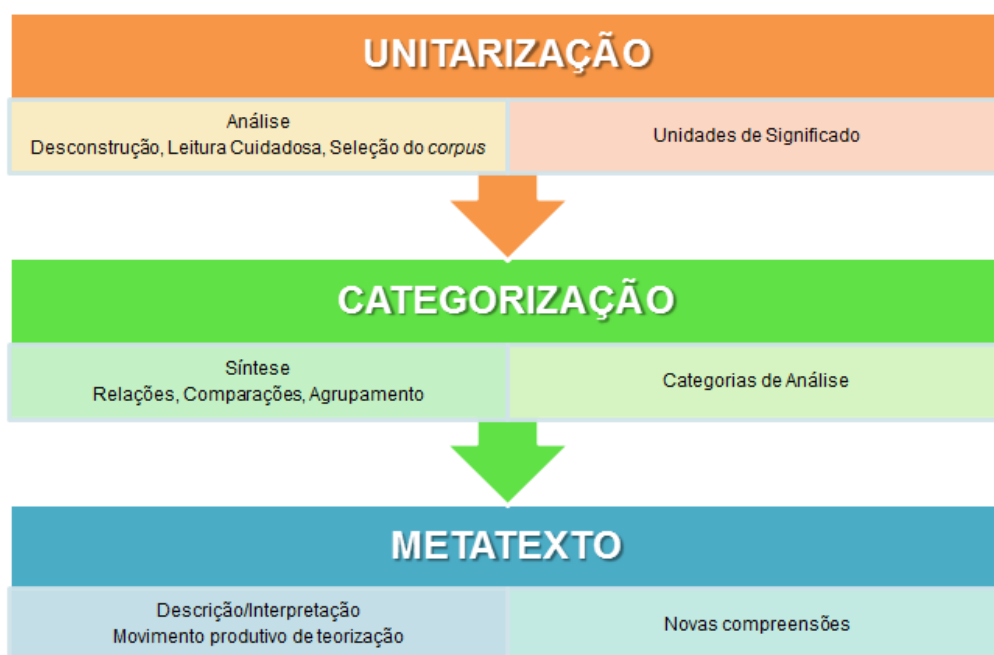 UNITARIZAÇÃO
Análise
Desconstrução, Leitura Cuidadosa, Seleção do corpus
Unidades de Significado
CATEGORIZAÇÃO
Síntese
Relações, Comparações, Agrupamento
Categorias de Análise
METATEXTO
Descrição/Interpretação
Movimento produtivo de teorização
Novas compreensões